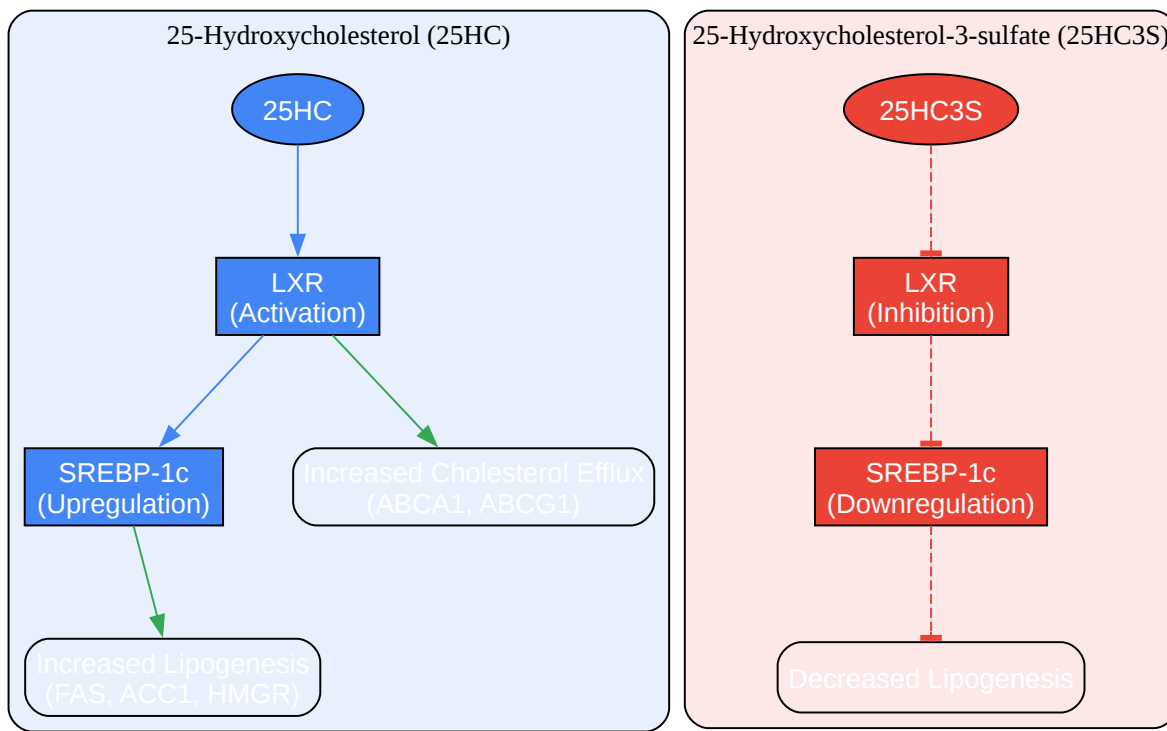 25-Hydroxycholesterol (25HC)
25HC
LXR
(Activation)
SREBP-1c
(Upregulation)
Increased Cholesterol Efflux
(ABCA1, ABCG1)
Increased Lipogenesis
(FAS, ACC1, HMGR)
25-Hydroxycholesterol-3-sulfate (25HC3S)
25HC3S
LXR
(Inhibition)
SREBP-1c
(Downregulation)
Decreased Lipogenesis